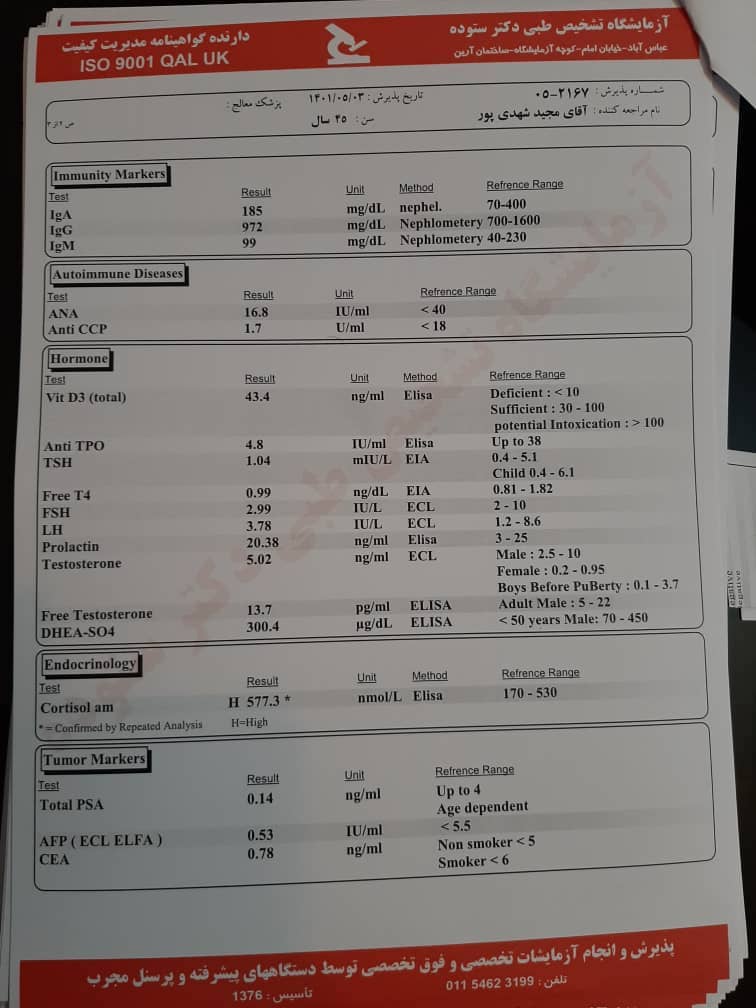 آزمایشگاه تشخیص طبی دکتر ستوده
عباس آباد-خیابان امام-کوچه آزمایشگاه-ساختمان آرین
دارنده گواهینامه مدیریت کیفیت
ISO 9001 QAL UK
شماره پذیرش : ۰۵-۲۱۶۷
تاریخ پذیرش : ۱۴۰۱/۰۵/۰۳
پزشک معالج :
نام مراجعه کننده : آقای مجید شهدی پور
سن : ۴۵ سال
ص ۲ از ۳
Immunity Markers
Test Result Unit Method Refrence Range
IgA 185 mg/dL nephel. 70-400
IgG 972 mg/dL Nephlometery 700-1600
IgM 99 mg/dL Nephlometery 40-230
Autoimmune Diseases
Test Result Unit Refrence Range
ANA 16.8 IU/ml < 40
Anti CCP 1.7 U/ml < 18
Hormone
Test Result Unit Method Refrence Range
Vit D3 (total) 43.4 ng/ml Elisa Deficient : < 10
Sufficient : 30 - 100
potential Intoxication : > 100
Anti TPO 4.8 IU/ml Elisa Up to 38
TSH 1.04 mIU/L EIA 0.4 - 5.1
Child 0.4 - 6.1
Free T4 0.99 ng/dL EIA 0.81 - 1.82
FSH 2.99 IU/L ECL 2 - 10
LH 3.78 IU/L ECL 1.2 - 8.6
Prolactin 20.38 ng/ml Elisa 3 - 25
Testosterone 5.02 ng/ml ECL Male : 2.5 - 10
Female : 0.2 - 0.95
Boys Before PuBerty : 0.1 - 3.7
Free Testosterone 13.7 pg/ml ELISA Adult Male : 5 - 22
DHEA-SO4 300.4 µg/dL ELISA < 50 years Male: 70 - 450
Endocrinology
Test Result Unit Method Refrence Range
Cortisol am H 577.3 * nmol/L Elisa 170 - 530
* = Confirmed by Repeated Analysis H=High
Tumor Markers
Test Result Unit Refrence Range
Total PSA 0.14 ng/ml Up to 4
Age dependent
AFP ( ECL ELFA ) 0.53 IU/ml < 5.5
CEA 0.78 ng/ml Non smoker < 5
Smoker < 6
پذیرش و انجام آزمایشات تخصصی و فوق تخصصی توسط دستگاههای پیشرفته و پرسنل مجرب
تلفن : 3199 5462 011
تأسیس : 1376
آزمایشگاه تشخیص طبی دکتر ستوده